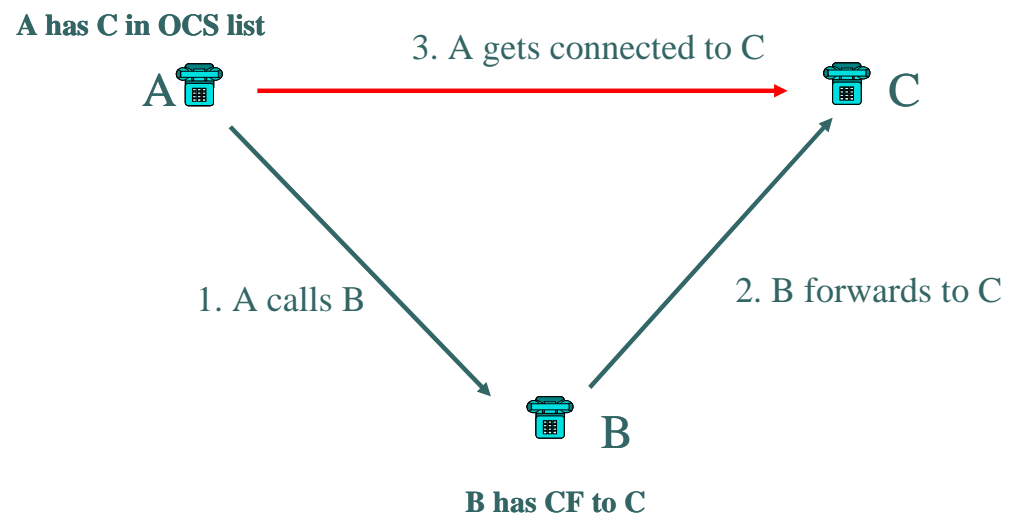 A has C in OCS list
3. A gets connected to C
A
C
1. A calls B
2. B forwards to C
B
B has CF to C